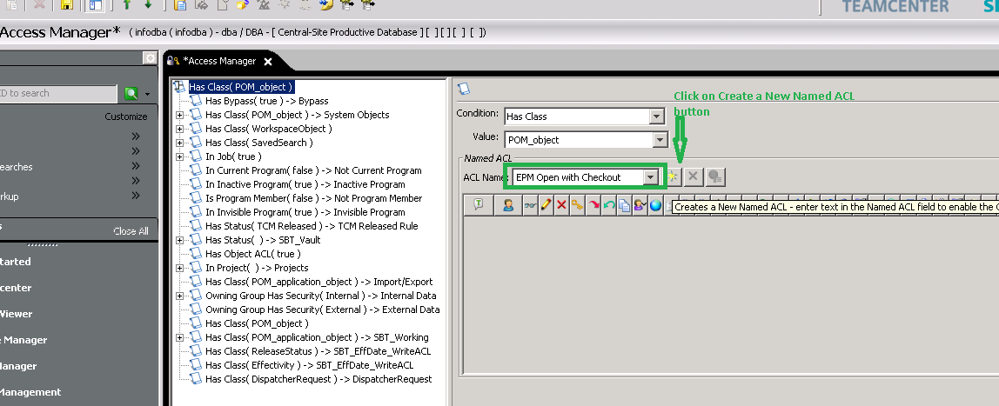 TEAMCENTER
Access Manager* ( infodba ( infodba ) - dba / DBA - [ Central-Site Productive Database ] [ ] [ ] [ ] [ ])
*Access Manager
ID to search
Customize
earches
rkup
s
Close All
tarted
center
Viewer
Manager
anager
Management
Has Class( POM_object )
Has Bypass( true ) -> Bypass
Has Class( POM_object ) -> System Objects
Has Class( WorkspaceObject )
Has Class( SavedSearch )
In Job( true )
In Current Program( false ) -> Not Current Program
In Inactive Program( true ) -> Inactive Program
Is Program Member( false ) -> Not Program Member
In Invisible Program( true ) -> Invisible Program
Has Status( TCM Released ) -> TCM Released Rule
Has Status( ) -> SBT_Vault
Has Object ACL( true )
In Project( ) -> Projects
Has Class( POM_application_object ) -> Import/Export
Owning Group Has Security( Internal ) -> Internal Data
Owning Group Has Security( External ) -> External Data
Has Class( POM_object )
Has Class( POM_application_object ) -> SBT_Working
Has Class( ReleaseStatus ) -> SBT_EffDate_WriteACL
Has Class( Effectivity ) -> SBT_EffDate_WriteACL
Has Class( DispatcherRequest ) -> DispatcherRequest
Click on Create a New Named ACL
button
Condition: Has Class
Value: POM_object
Named ACL
ACL Name: EPM Open with Checkout
Creates a New Named ACL - enter text in the Named ACL field to enable the C